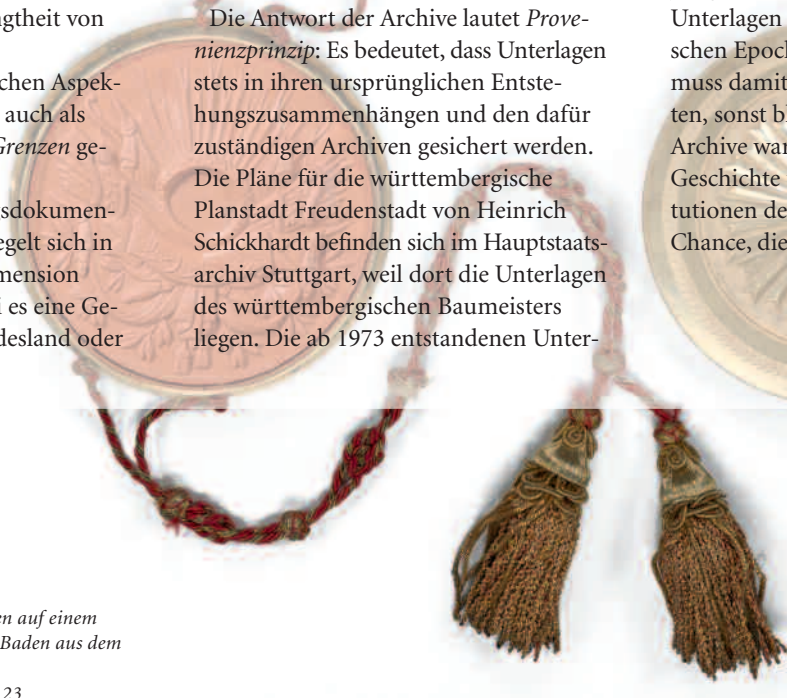 ngtheit von
chen Aspek-
auch als
Grenzen ge-
sdokumen-
egelt sich in
mension
i es eine Ge-
desland oder
en auf einem
Baden aus dem
23
Die Antwort der Archive lautet Prove-
nienzprinzip: Es bedeutet, dass Unterlagen
stets in ihren ursprünglichen Entste-
hungszusammenhängen und den dafür
zuständigen Archiven gesichert werden.
Die Pläne für die württembergische
Planstadt Freudenstadt von Heinrich
Schickhardt befinden sich im Hauptstaats-
archiv Stuttgart, weil dort die Unterlagen
des württembergischen Baumeisters
liegen. Die ab 1973 entstandenen Unter-
Unterlagen
schen Epoch
muss damit
ten, sonst bl
Archive war
Geschichte
tutionen de
Chance, die